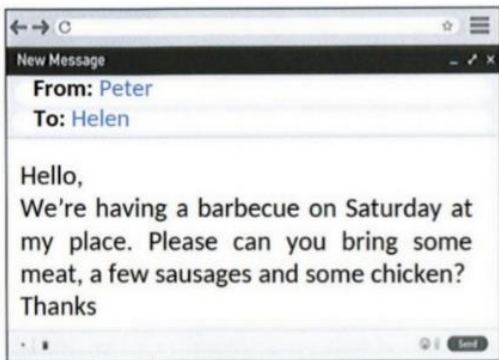 New Message
From: Peter
To: Helen
Hello,
We're having a barbecue on Saturday at
my place. Please can you bring some
meat, a few sausages and some chicken?
Thanks
Send